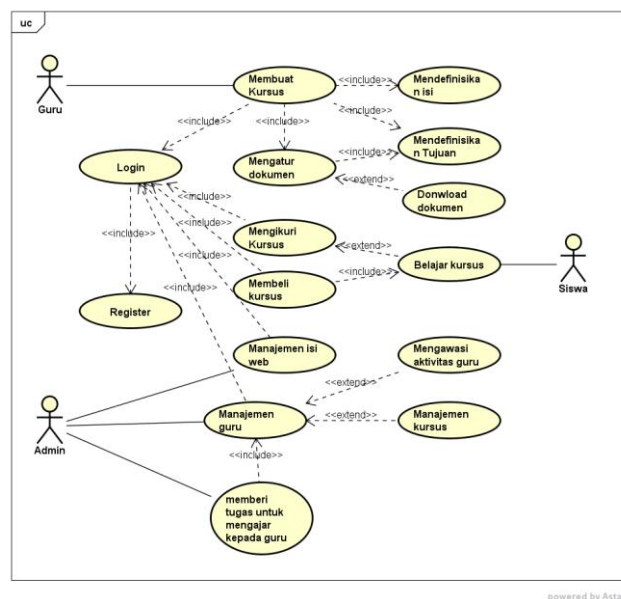 uc
Guru
Membuat
Kursus
<<include>>
Mendefinisika
n isi
<<include>>
<<include>>
<<include>>
Mendefinisika
n Tujuan
Login
Mengatur
dokumen
<<include>>
<<extend>>
Donwload
dokumen
<<include>>
<<include>>
Mengikuri
Kursus
<<extend>>
Belajar kursus
Siswa
<<include>>
Membeli
kursus
<<include>>
<<include>>
Register
Manajemen isi
web
Mengawasi
aktivitas guru
<<extend>>
Admin
Manajemen
guru
<<extend>>
Manajemen
kursus
<<include>>
memberi
tugas untuk
mengajar
kepada guru
powered by Asta